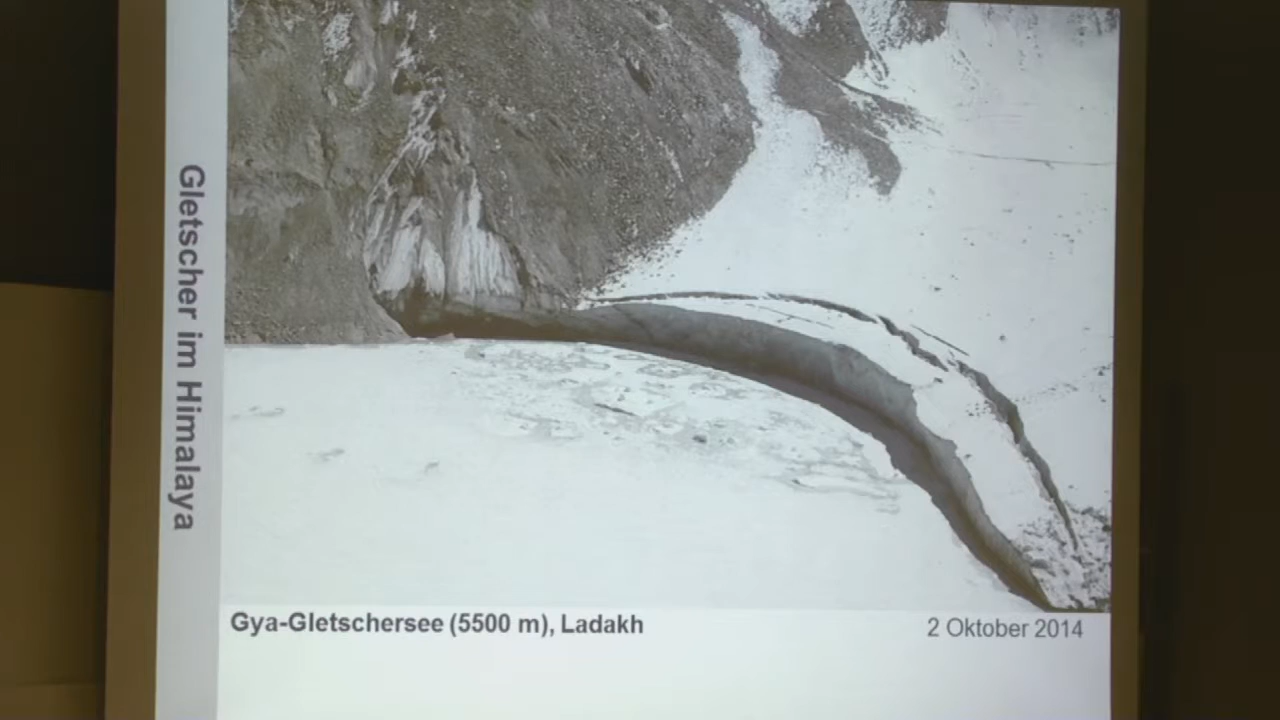 Gletscher im Himalaya
Gya-Gletschersee (5500 m), Ladakh
2 Oktober 2014